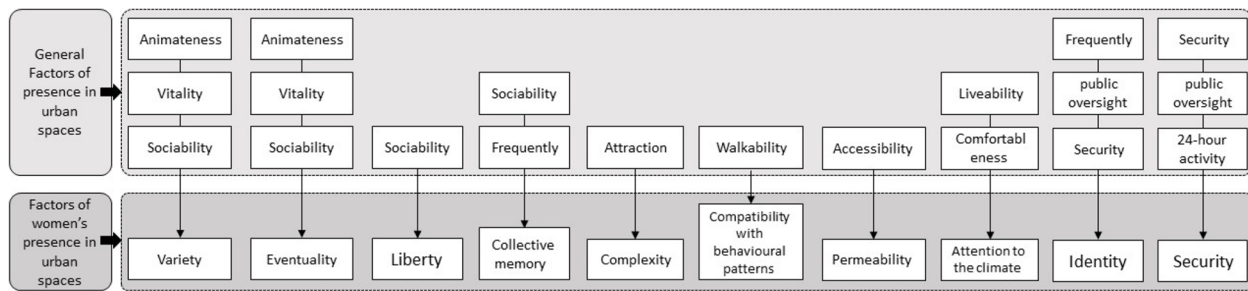 General
Factors of
presence in
urban
spaces
Animateness
Vitality
Sociability
Animateness
Vitality
Sociability
Sociability
Sociability
Frequently
Attraction
Walkability
Accessibility
Liveability
Comfortabl
eness
Frequently
public
oversight
Security
Security
public
oversight
24-hour
activity
Factors of
women's
presence in
urban
spaces
Variety
Eventuality
Liberty
Collective
memory
Complexity
Compatibility
with
behavioural
patterns
Permeability
Attention to
the climate
Identity
Security